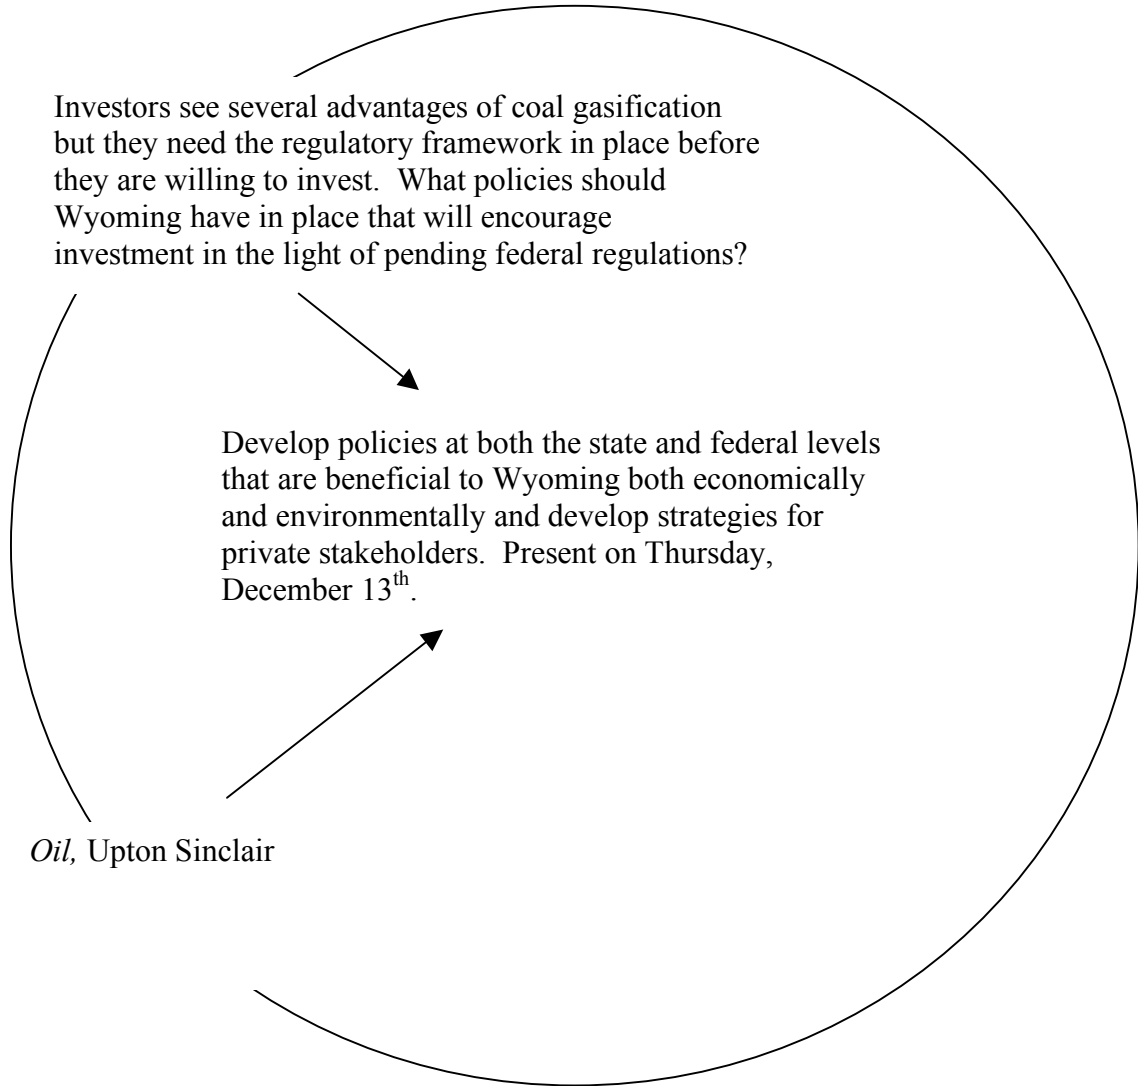 Investors see several advantages of coal gasification
but they need the regulatory framework in place before
they are willing to invest.  What policies should
Wyoming have in place that will encourage
investment in the light of pending federal regulations?
Develop policies at both the state and federal levels
that are beneficial to Wyoming both economically
and environmentally and develop strategies for
private stakeholders.  Present on Thursday,
December 13th.
Oil, Upton Sinclair